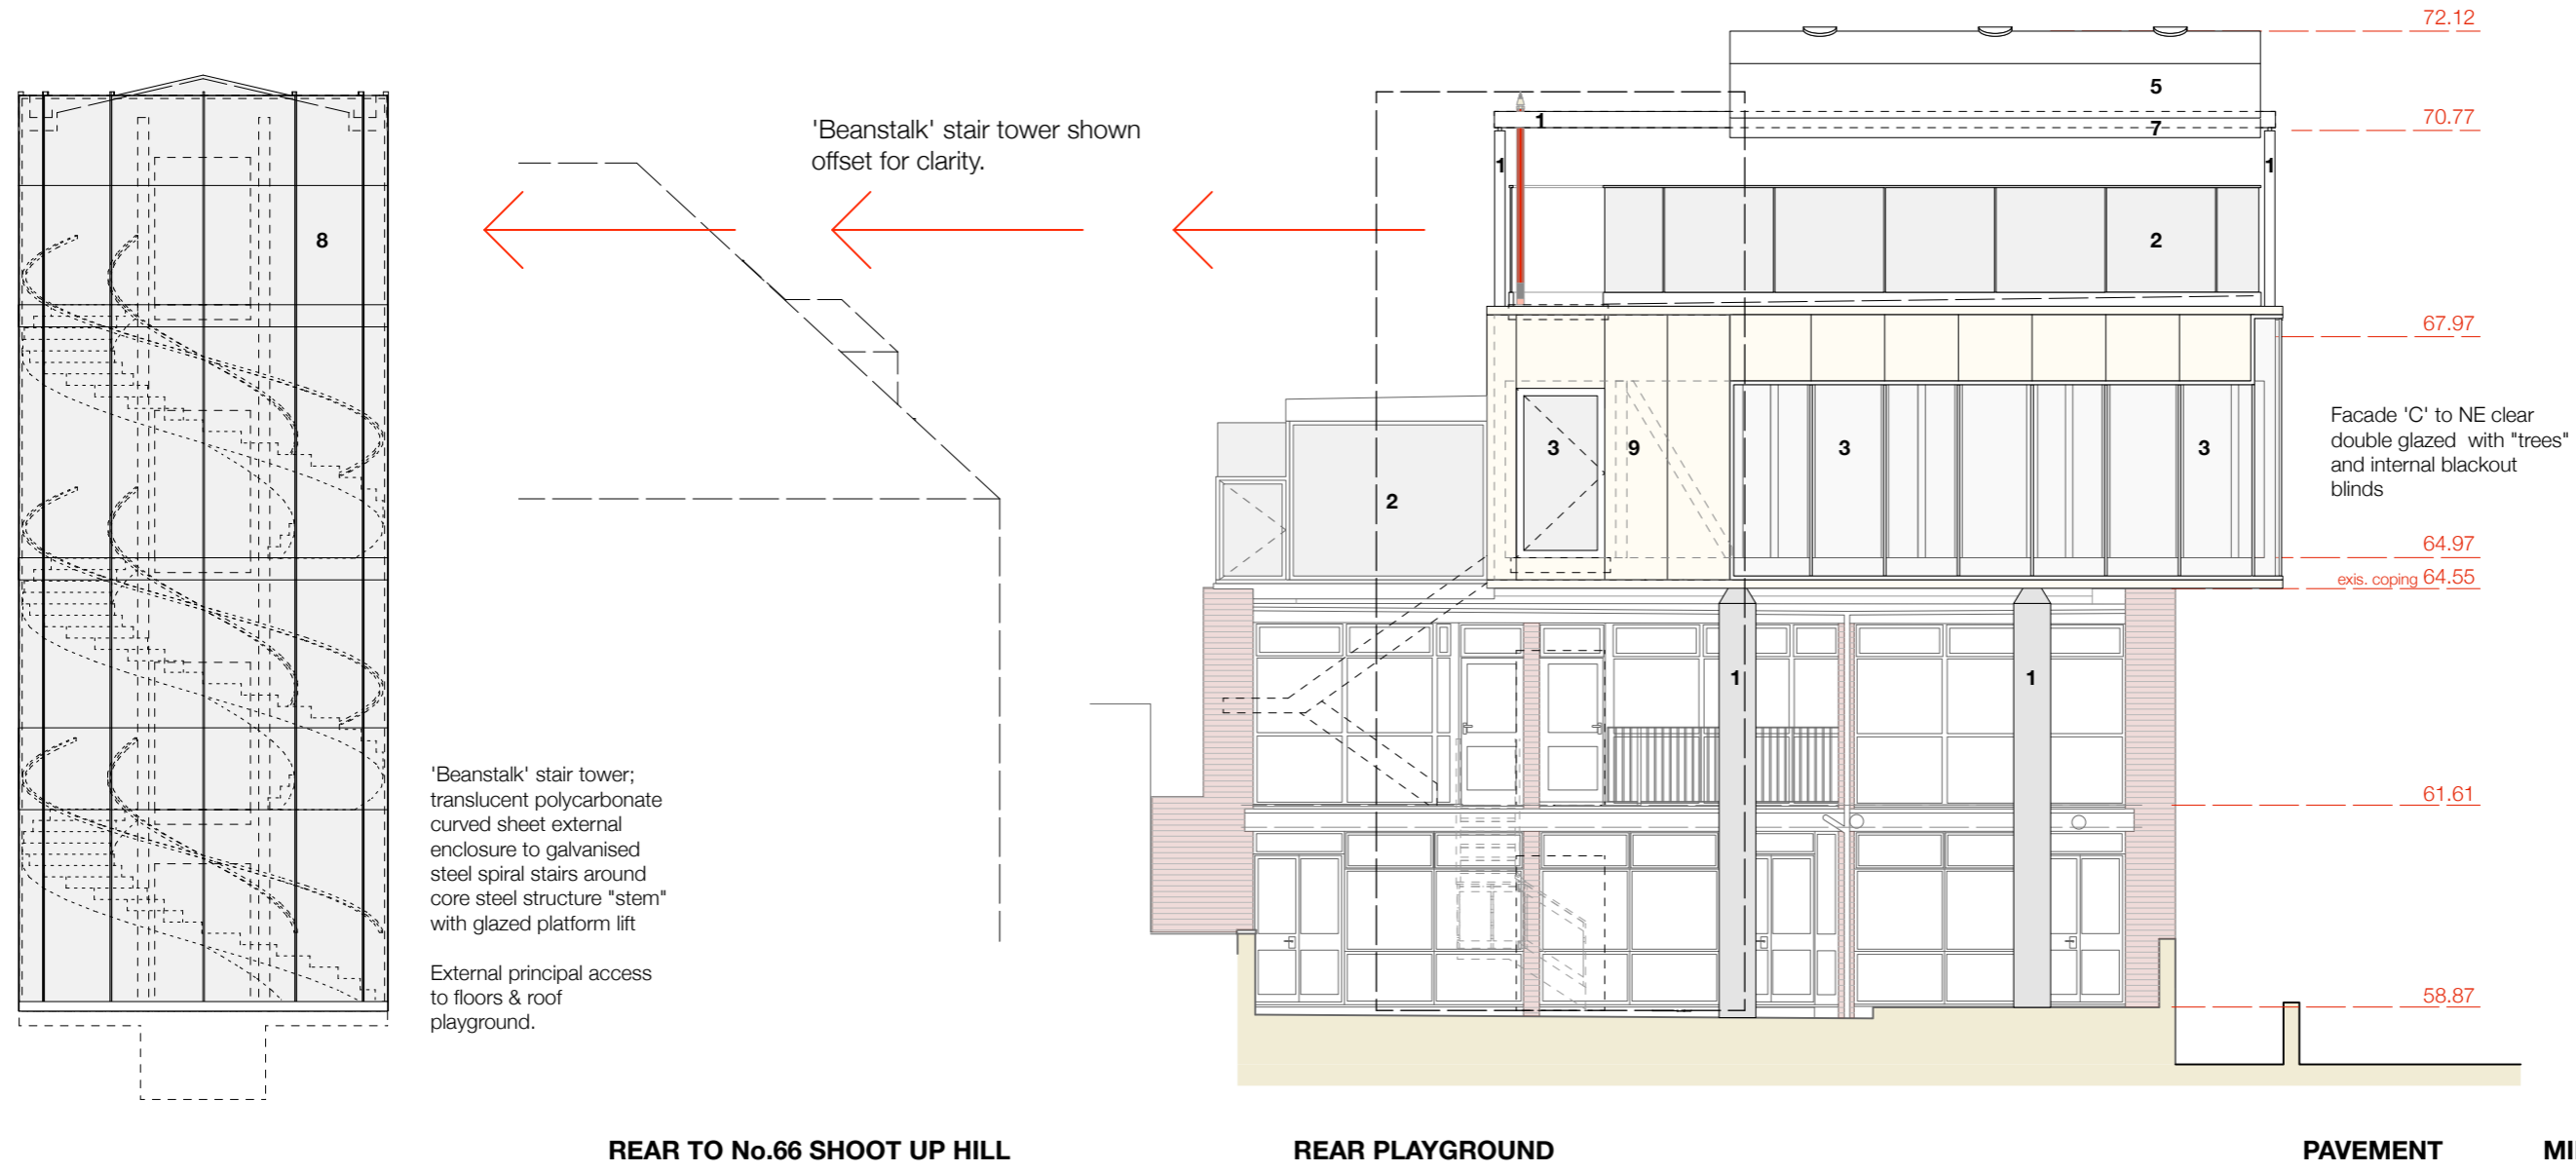 72.12
5
70.77
7
1
1
1
'Beanstalk' stair tower shown
offset for clarity.
8
2
67.97
Facade 'C' to NE clear
double glazed with "trees"
and internal blackout
blinds
3
9
3
3
2
64.97
exis. coping 64.55
1
1
'Beanstalk' stair tower;
translucent polycarbonate
curved sheet external
enclosure to galvanised
steel spiral stairs around
core steel structure "stem"
with glazed platform lift
External principal access
to floors & roof
playground.
61.61
58.87
REAR TO No.66 SHOOT UP HILL
REAR PLAYGROUND
PAVEMENT
MI